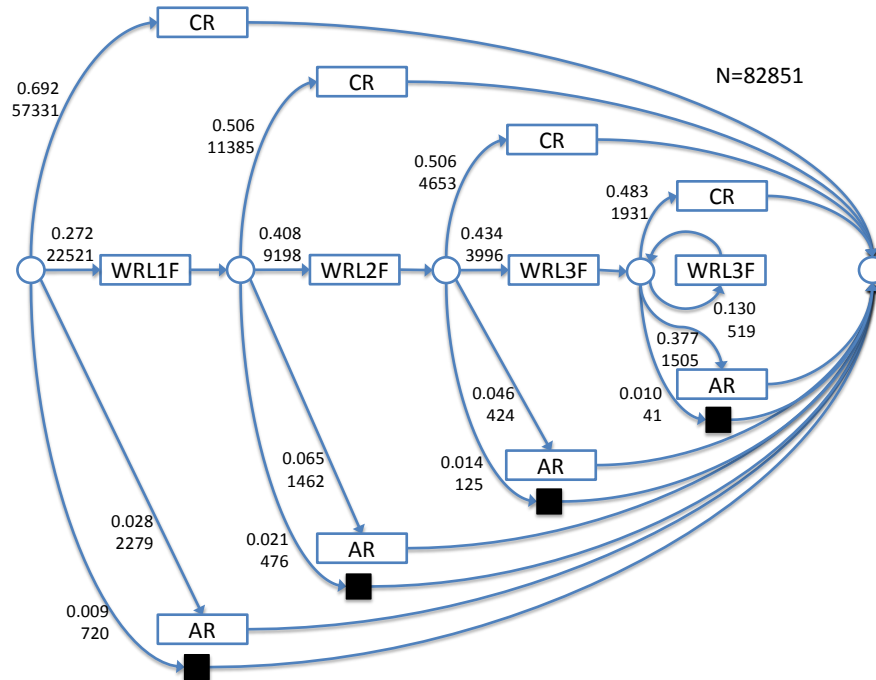 CR
N=82851
0.692
57331
CR
0.506
11385
CR
0.506
4653
CR
0.483
1931
0.272
22521
WRL1F
0.408
9198
WRL2F
0.434
3996
WRL3F
WRL3F
0.130
519
0.377
1505
AR
0.010
41
0.046
424
AR
0.014
125
0.065
1462
AR
0.021
476
0.028
2279
AR
0.009
720